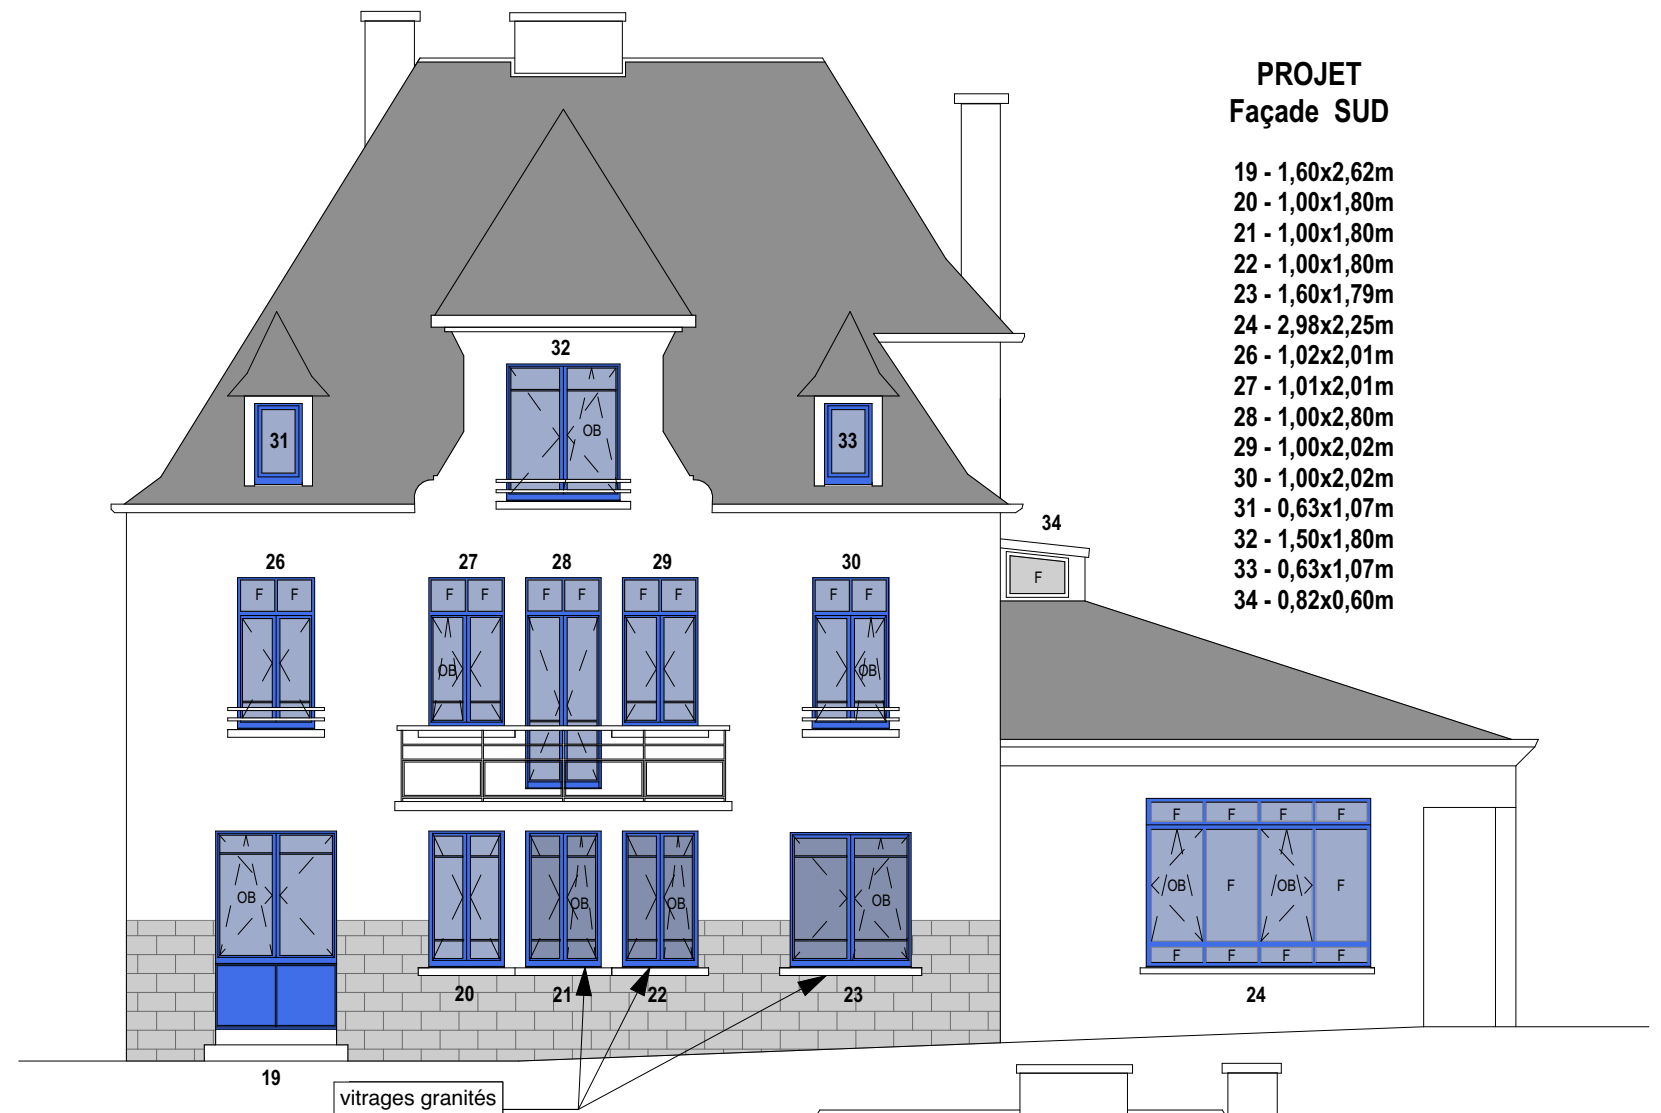 PROJET
Façade SUD
19 - 1,60x2,62m
20 - 1,00x1,80m
21 - 1,00x1,80m
22 - 1,00x1,80m
23 - 1,60x1,79m
24 - 2,98x2,25m
26 - 1,02x2,01m
27 - 1,01x2,01m
28 - 1,00x2,80m
29 - 1,00x2,02m
30 - 1,00x2,02m
31 - 0,63x1,07m
32 - 1,50x1,80m
33 - 0,63x1,07m
34 - 0,82x0,60m
32
OB
31
33
34
F
26
27
28
29
30
F F
F F
F F
F F
F F
OB
OB
F F F F
OB
OB
OB
OB
OB F OB F
F F F F
20
21
22
23
24
19
vitrages granités